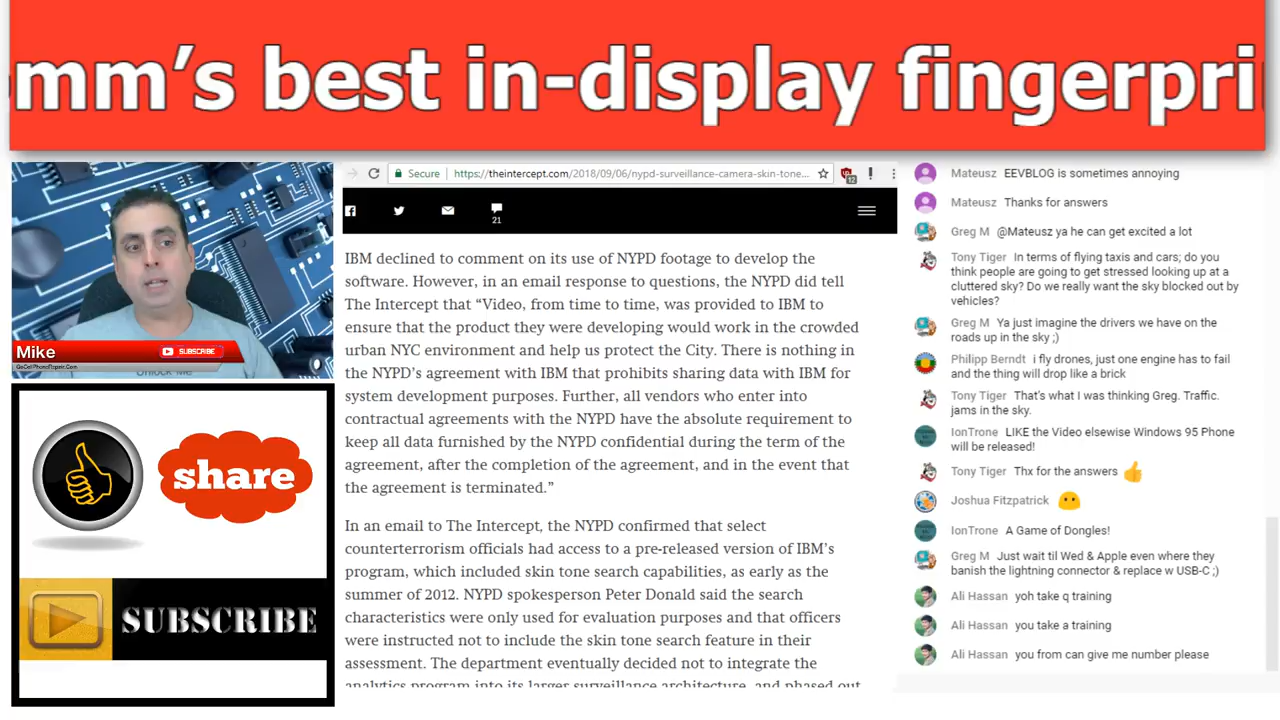 mm's best in-display fingerpri
Mike
SUBSCRIBE
GoCellPhoneRepair.Com
Unlock Me
share
SUBSCRIBE
Secure https://theintercept.com/2018/09/06/nypd-surveillance-camera-skin-tone...
12
21
IBM declined to comment on its use of NYPD footage to develop the
software. However, in an email response to questions, the NYPD did tell
The Intercept that “Video, from time to time, was provided to IBM to
ensure that the product they were developing would work in the crowded
urban NYC environment and help us protect the City. There is nothing in
the NYPD’s agreement with IBM that prohibits sharing data with IBM for
system development purposes. Further, all vendors who enter into
contractual agreements with the NYPD have the absolute requirement to
keep all data furnished by the NYPD confidential during the term of the
agreement, after the completion of the agreement, and in the event that
the agreement is terminated.”
In an email to The Intercept, the NYPD confirmed that select
counterterrorism officials had access to a pre-released version of IBM’s
program, which included skin tone search capabilities, as early as the
summer of 2012. NYPD spokesperson Peter Donald said the search
characteristics were only used for evaluation purposes and that officers
were instructed not to include the skin tone search feature in their
assessment. The department eventually decided not to integrate the
analytics program into its larger surveillance architecture, and phased out
Mateusz EEVBLOG is sometimes annoying
Mateusz Thanks for answers
Greg M @Mateusz ya he can get excited a lot
Tony Tiger In terms of flying taxis and cars; do you
think people are going to get stressed looking up at a
cluttered sky? Do we really want the sky blocked out by
vehicles?
Greg M Ya just imagine the drivers we have on the
roads up in the sky ;)
Philipp Berndt i fly drones, just one engine has to fail
and the thing will drop like a brick
Tony Tiger That's what I was thinking Greg. Traffic.
jams in the sky.
IonTrone LIKE the Video elsewise Windows 95 Phone
will be released!
Tony Tiger Thx for the answers
Joshua Fitzpatrick
IonTrone A Game of Dongles!
Greg M Just wait til Wed & Apple even where they
banish the lightning connector & replace w USB-C ;)
Ali Hassan yoh take q training
Ali Hassan you take a training
Ali Hassan you from can give me number please